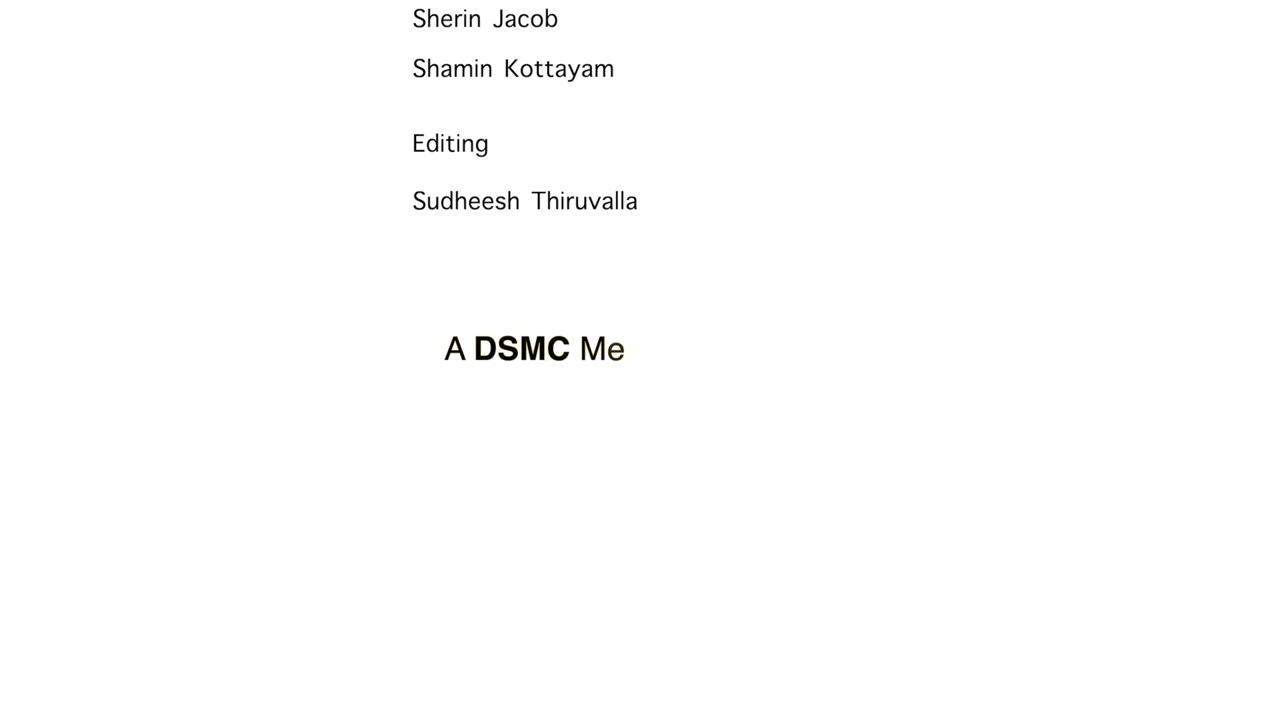 Sherin Jacob
Shamin Kottayam
Editing
Sudheesh Thiruvalla
A DSMC Me